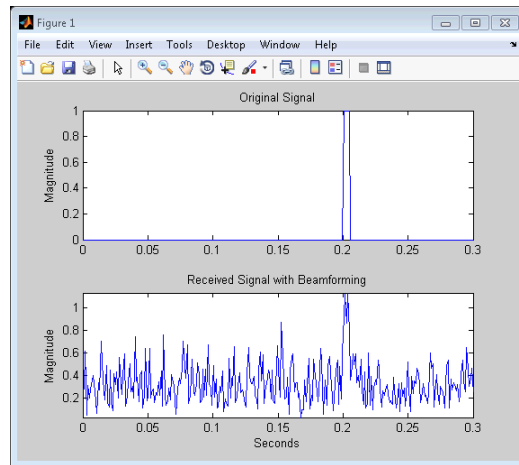 Figure 1
File Edit View Insert Tools Desktop Window Help
Original Signal
Magnitude
1
0.8
0.6
0.4
0.2
0
0 0.05 0.1 0.15 0.2 0.25 0.3
Received Signal with Beamforming
Magnitude
1
0.8
0.6
0.4
0.2
0 0.05 0.1 0.15 0.2 0.25 0.3
Seconds